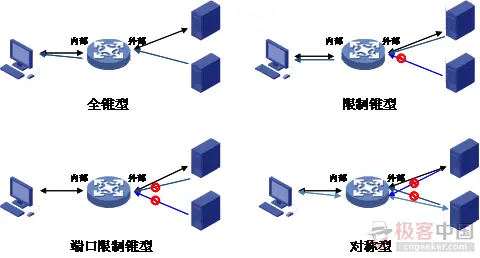 内部 外部
内部 外部
全锥型
限制锥型
内部 外部
内部 外部
端口限制锥型
对称型
极客中国
cngeeker.com